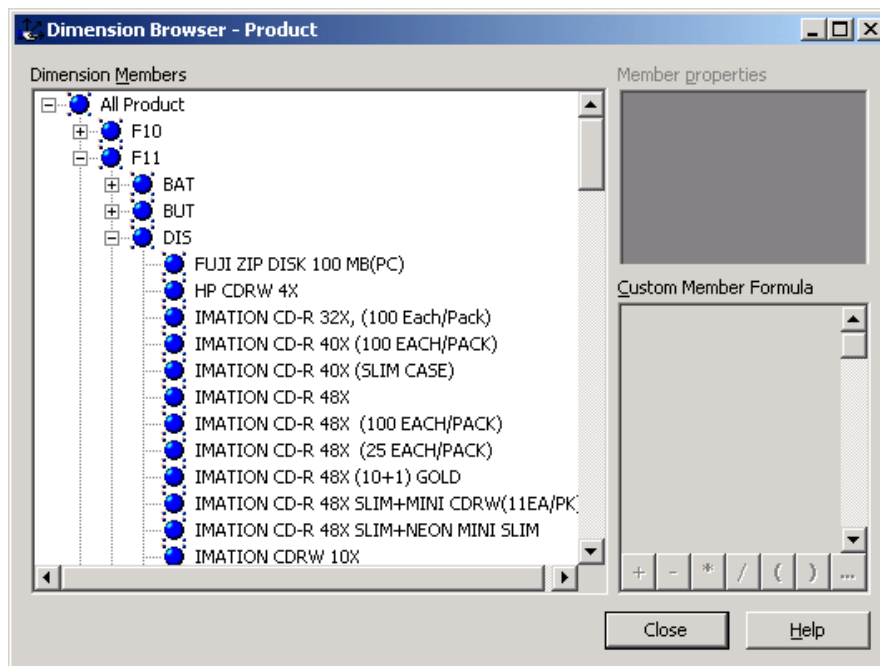 Dimension Browser - Product
Dimension Members
All Product
F10
F11
BAT
BUT
DIS
FUJI ZIP DISK 100 MB(PC)
HP CDRW 4X
IMATION CD-R 32X, (100 Each/Pack)
IMATION CD-R 40X (100 EACH/PACK)
IMATION CD-R 40X (SLIM CASE)
IMATION CD-R 48X
IMATION CD-R 48X  (100 EACH/PACK)
IMATION CD-R 48X  (25 EACH/PACK)
IMATION CD-R 48X (10+1) GOLD
IMATION CD-R 48X SLIM+MINI CDRW(11EA/PK)
IMATION CD-R 48X SLIM+NEON MINI SLIM
IMATION CDRW 10X
Member properties
Custom Member Formula
+ - * / ( ) ...
Close Help